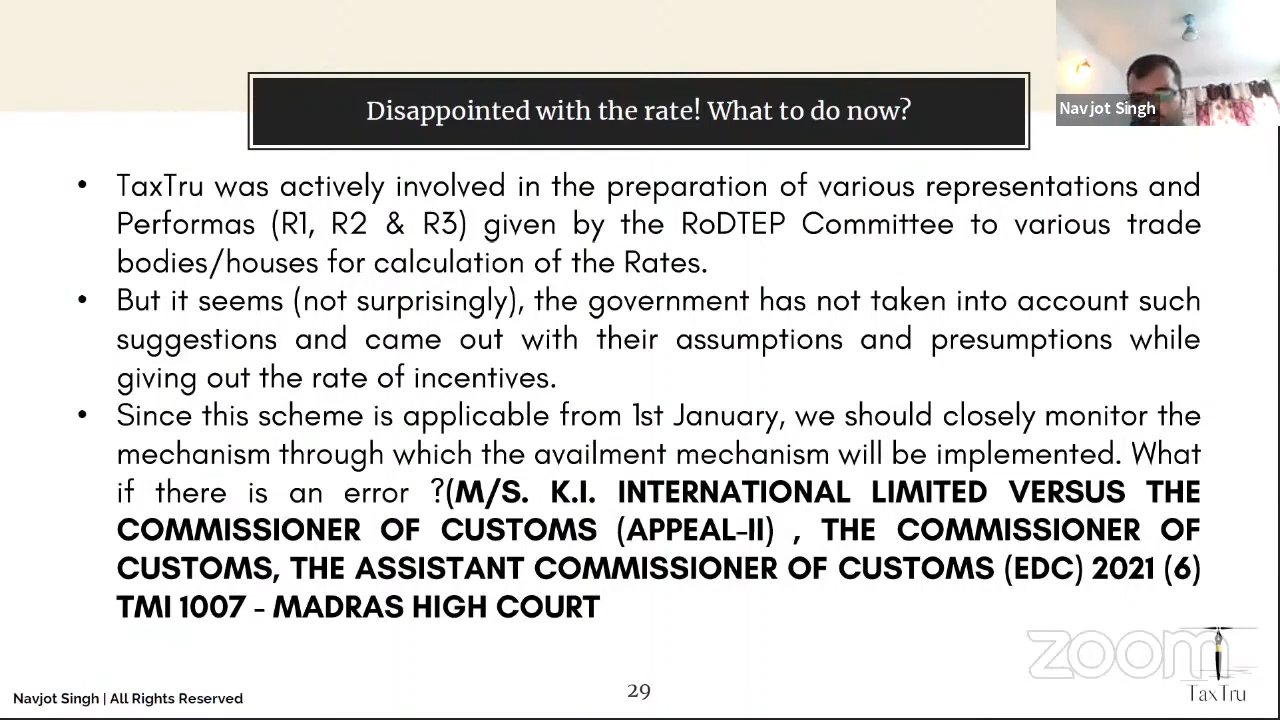 Disappointed with the rate! What to do now?
Navjot Singh
• TaxTru was actively involved in the preparation of various representations and
Performas (R1, R2 & R3) given by the RoDTEP Committee to various trade
bodies/houses for calculation of the Rates.
• But it seems (not surprisingly), the government has not taken into account such
suggestions and came out with their assumptions and presumptions while
giving out the rate of incentives.
• Since this scheme is applicable from 1st January, we should closely monitor the
mechanism through which the availment mechanism will be implemented. What
if there is an error ?(M/S. K.I. INTERNATIONAL LIMITED VERSUS THE
COMMISSIONER OF CUSTOMS (APPEAL-II) , THE COMMISSIONER OF
CUSTOMS, THE ASSISTANT COMMISSIONER OF CUSTOMS (EDC) 2021 (6)
TMI 1007 - MADRAS HIGH COURT
zoom
TaxTru
Navjot Singh | All Rights Reserved
29